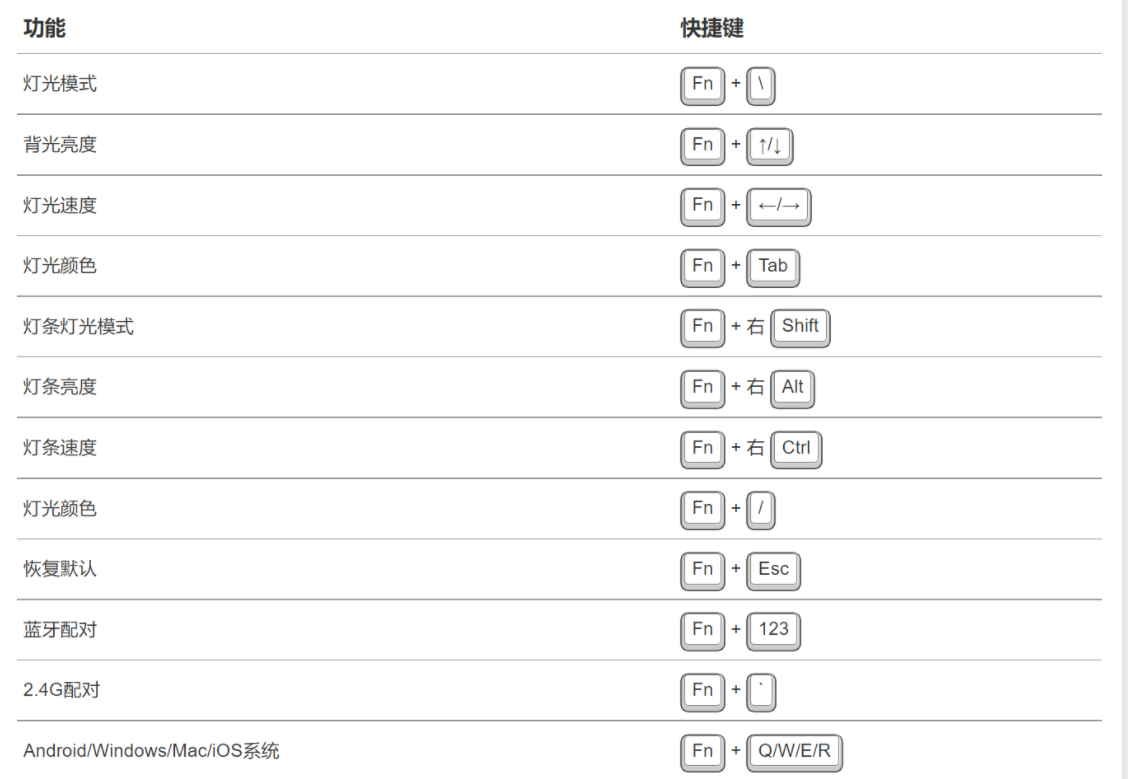 功能 快捷键
灯光模式 Fn + \
背光亮度 Fn + ↑/↓
灯光速度 Fn + ←/→
灯光颜色 Fn + Tab
灯条灯光模式 Fn + 右 Shift
灯条亮度 Fn + 右 Alt
灯条速度 Fn + 右 Ctrl
灯光颜色 Fn + /
恢复默认 Fn + Esc
蓝牙配对 Fn + 123
2.4G配对 Fn + `
Android/Windows/Mac/iOS系统 Fn + Q/W/E/R